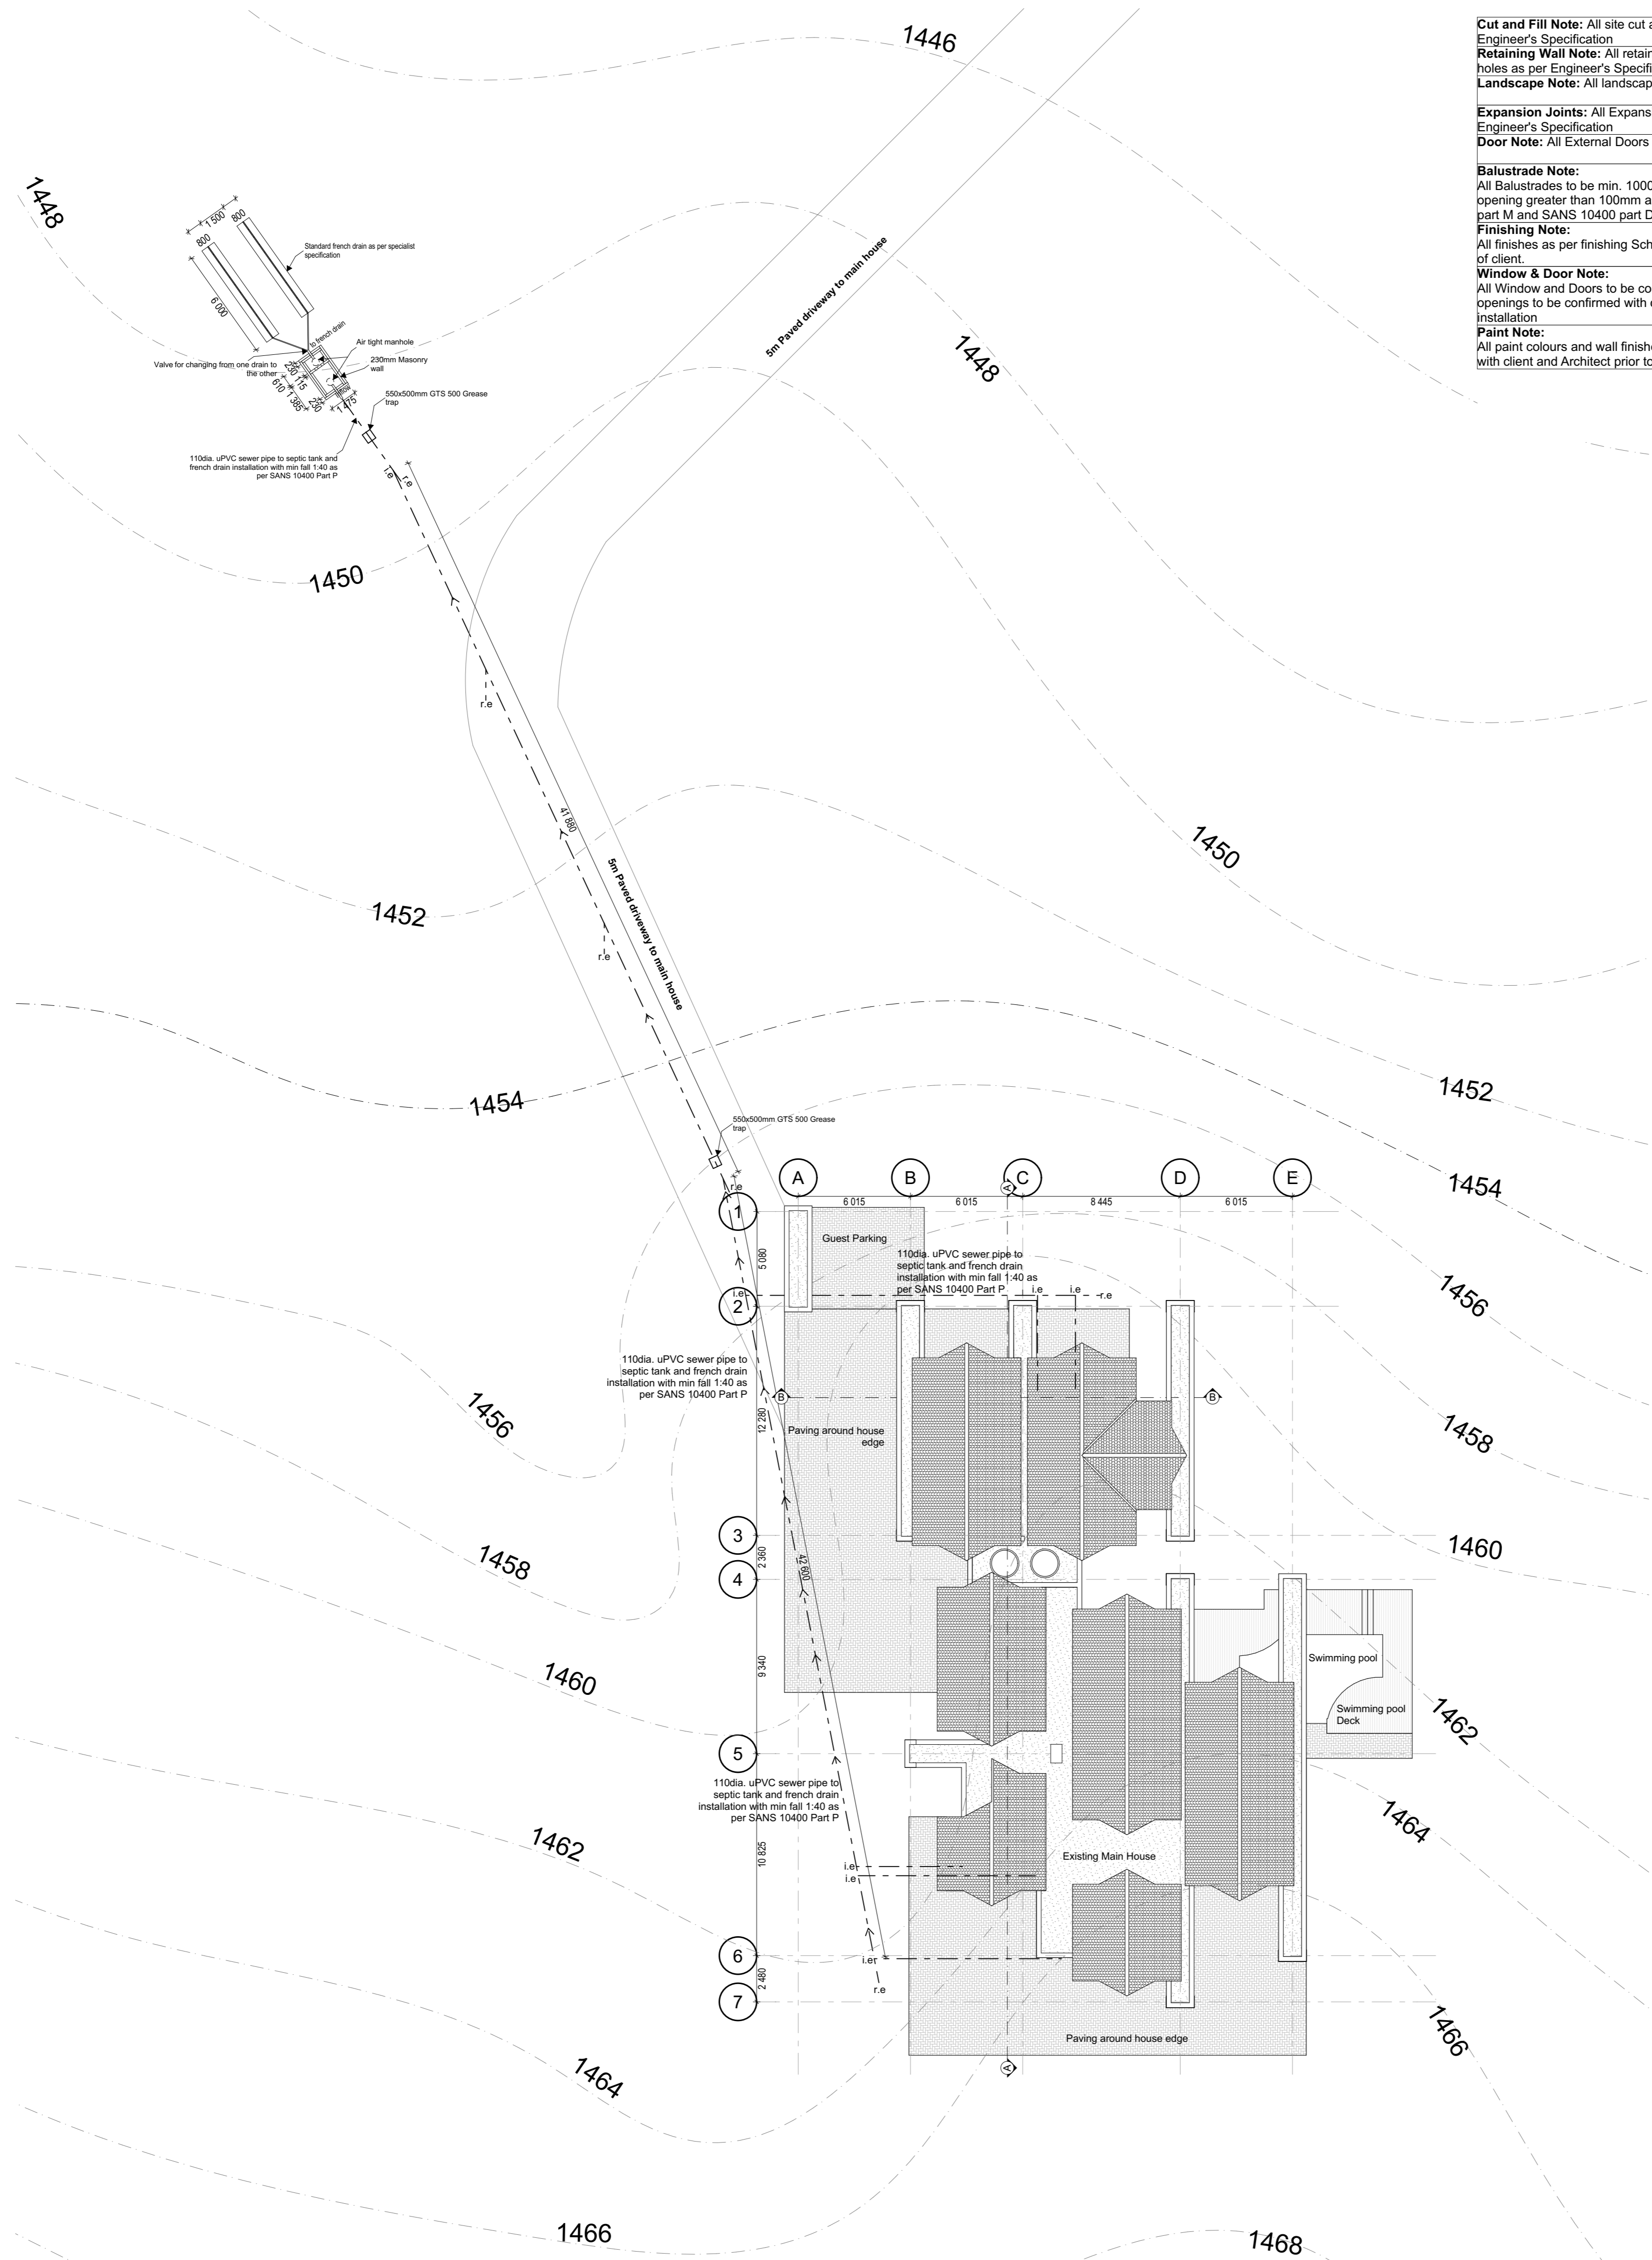 Cut and Fill Note: All site cut a
Engineer's Specification
Retaining Wall Note: All retain
holes as per Engineer's Specifi
Landscape Note: All landscap
Expansion Joints: All Expans
Engineer's Specification
Door Note: All External Doors
Balustrade Note:
All Balustrades to be min. 1000
opening greater than 100mm a
part M and SANS 10400 part D
Finishing Note:
All finishes as per finishing Sch
of client.
Window & Door Note:
All Window and Doors to be co
openings to be confirmed with
installation
Paint Note:
All paint colours and wall finishe
with client and Architect prior to
1446
1448
800
1 500
800
6 000
Standard french drain as per specialist
specification
to french drain
Air tight manhole
230mm Masonry
wall
Valve for changing from one drain to
the other
230
115
610
1 385
230
1 475
550x500mm GTS 500 Grease
trap
110dia. uPVC sewer pipe to septic tank and
french drain installation with min fall 1:40 as
per SANS 10400 Part P
i.e
r.e
5m Paved driveway to main house
1448
1450
r.e
41 880
5m Paved driveway to main house
1450
1452
r.e
1454
1452
550x500mm GTS 500 Grease
trap
r.e
A
B
A
C
D
E
1454
6 015
6 015
8 445
6 015
1
Guest Parking
5 080
110dia. uPVC sewer pipe to
septic tank and french drain
installation with min fall 1:40 as
per SANS 10400 Part P
i.e
i.e
r.e
i.e
2
1456
110dia. uPVC sewer pipe to
septic tank and french drain
installation with min fall 1:40 as
per SANS 10400 Part P
B
B
1456
12 280
Paving around house
edge
1458
3
1460
1458
2 360
42 600
4
9 340
1460
Swimming pool
Swimming pool
Deck
1462
5
110dia. uPVC sewer pipe to
septic tank and french drain
installation with min fall 1:40 as
per SANS 10400 Part P
1464
1462
10 825
Existing Main House
i.e
i.e
6
i.e
2 480
r.e
7
Paving around house edge
1466
A
1464
1466
1468